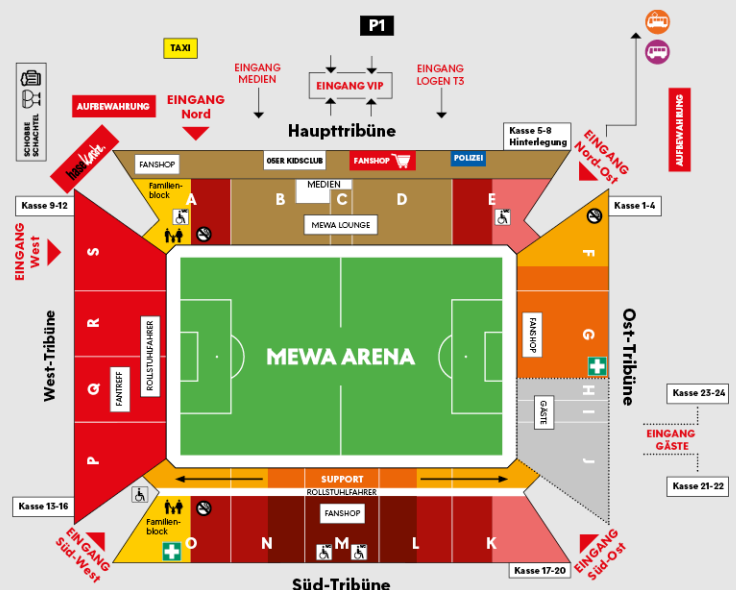 P1
TAXI
EINGANG
MEDIEN
EINGANG VIP
EINGANG
LOGEN T3
SCHOBBE
SCHACHTEL
AUFBEWAHRUNG
EINGANG
Nord
Haupttribüne
Kasse 5-8
Hinterlegung
EINGANG
Nord-Ost
AUFBEWAHRUNG
hasekaste.
FANSHOP
05ER KIDSCLUB
FANSHOP
POLIZEI
Kasse 9-12
Familien-
block
A
B
MEDIEN
C
D
E
Kasse 1-4
MEWA LOUNGE
EINGANG
West
S
F
West-Tribüne
R
ROLLSTUHLFAHRER
FANTREFF
Q
P
MEWA ARENA
FANSHOP
G
Ost-Tribüne
H
I
GÄSTE
J
Kasse 23-24
EINGANG
GÄSTE
Kasse 21-22
SUPPORT
ROLLSTUHLFAHRER
Kasse 13-16
Familien-
block
FANSHOP
O
N
M
L
K
EINGANG
Süd-West
Kasse 17-20
EINGANG
Süd-Ost
Süd-Tribüne